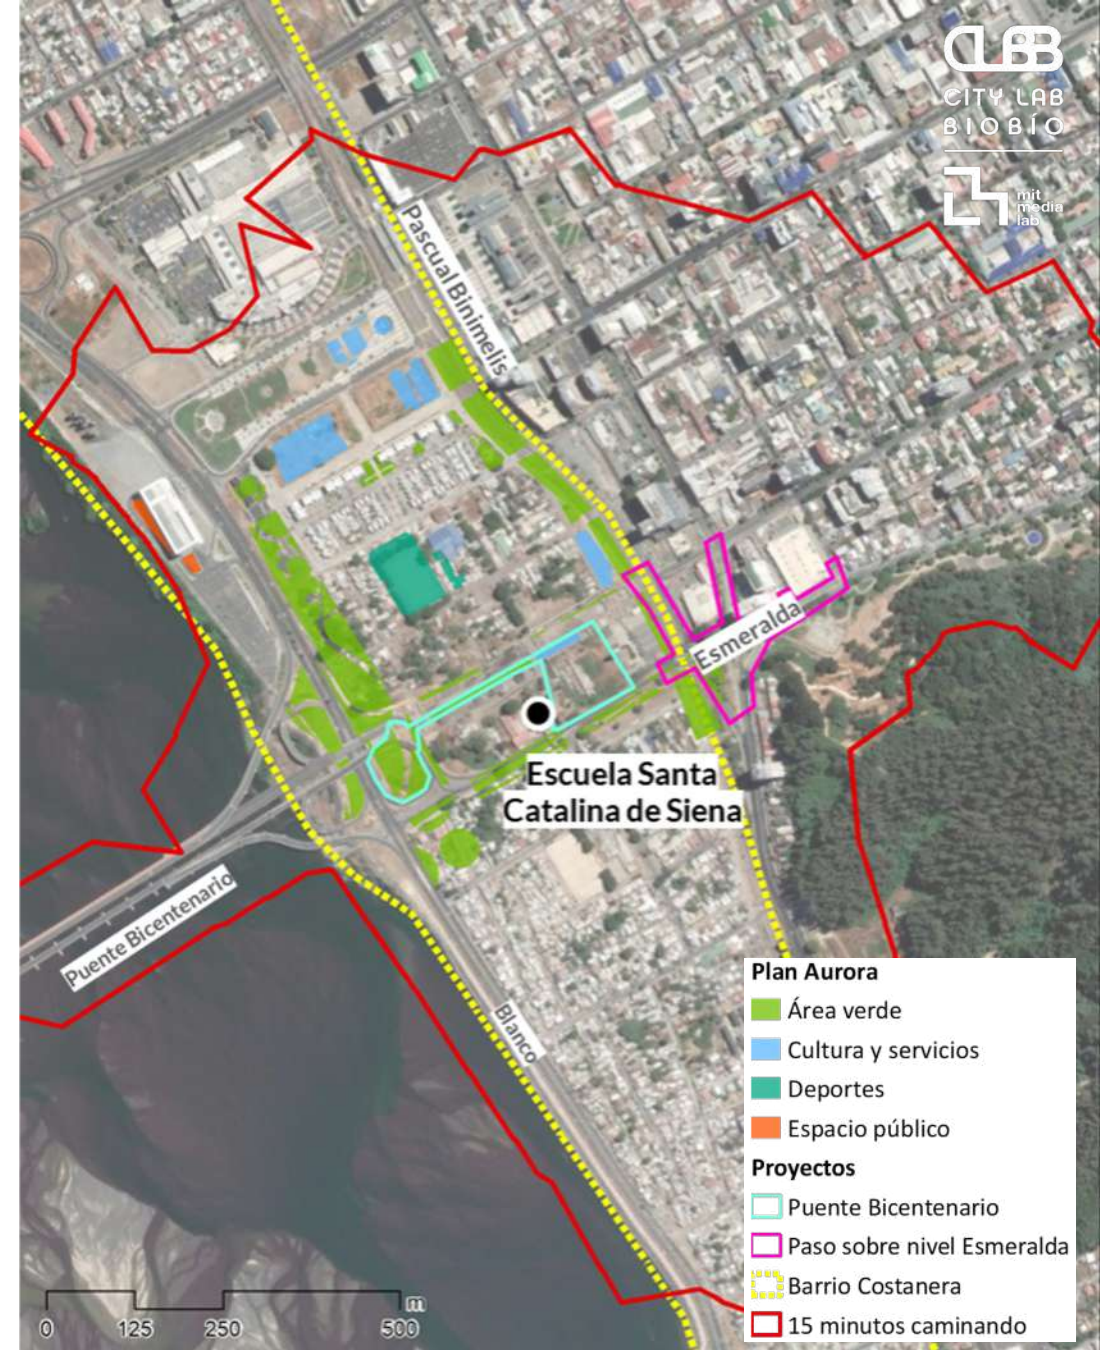 CLBB
CITY LAB
BIOBÍO
mit
media
lab
Pascual Binimelis
Esmeralda
Escuela Santa
Catalina de Siena
Puente Bicentenario
Blanco
Plan Aurora
Área verde
Cultura y servicios
Deportes
Espacio público
Proyectos
Puente Bicentenario
Paso sobre nivel Esmeralda
Barrio Costanera
15 minutos caminando
m
0 125 250 500